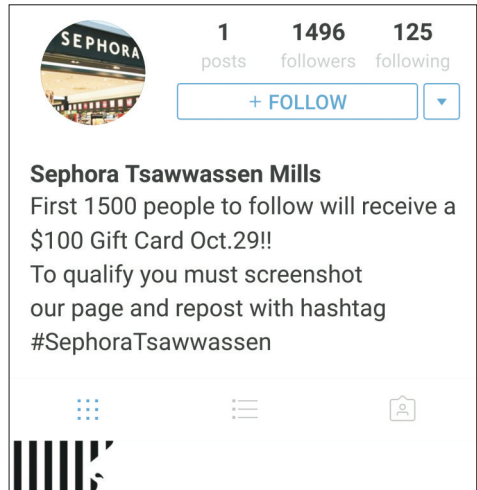 SEPHORA
1 1496 125
posts followers following
+ FOLLOW
Sephora Tsawwassen Mills
First 1500 people to follow will receive a
$100 Gift Card Oct.29!!
To qualify you must screenshot
our page and repost with hashtag
#SephoraTsawwassen